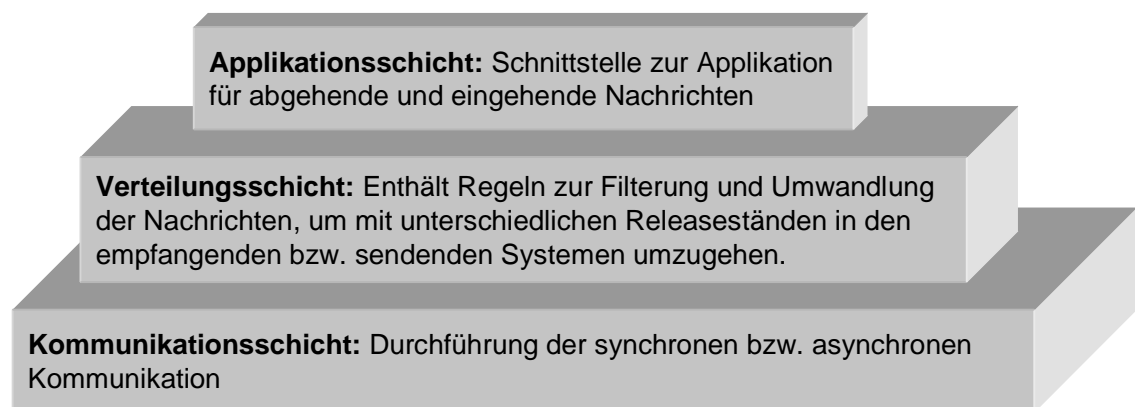 Applikationsschicht: Schnittstelle zur Applikation
für abgehende und eingehende Nachrichten
Verteilungsschicht: Enthält Regeln zur Filterung und Umwandlung
der Nachrichten, um mit unterschiedlichen Releaseständen in den
empfangenden bzw. sendenden Systemen umzugehen.
Kommunikationsschicht: Durchführung der synchronen bzw. asynchronen
Kommunikation